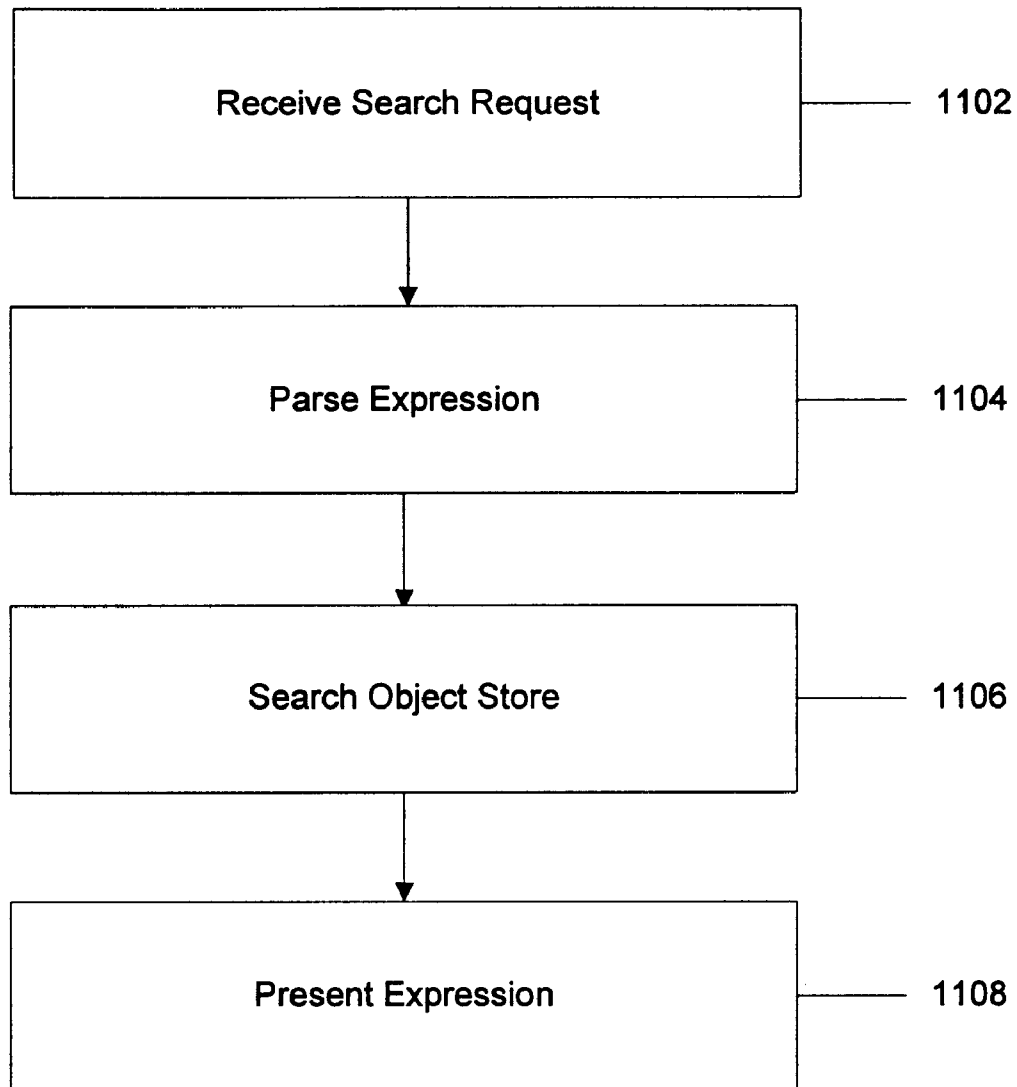 Receive Search Request
1102
Parse Expression
1104
Search Object Store
1106
Present Expression
1108